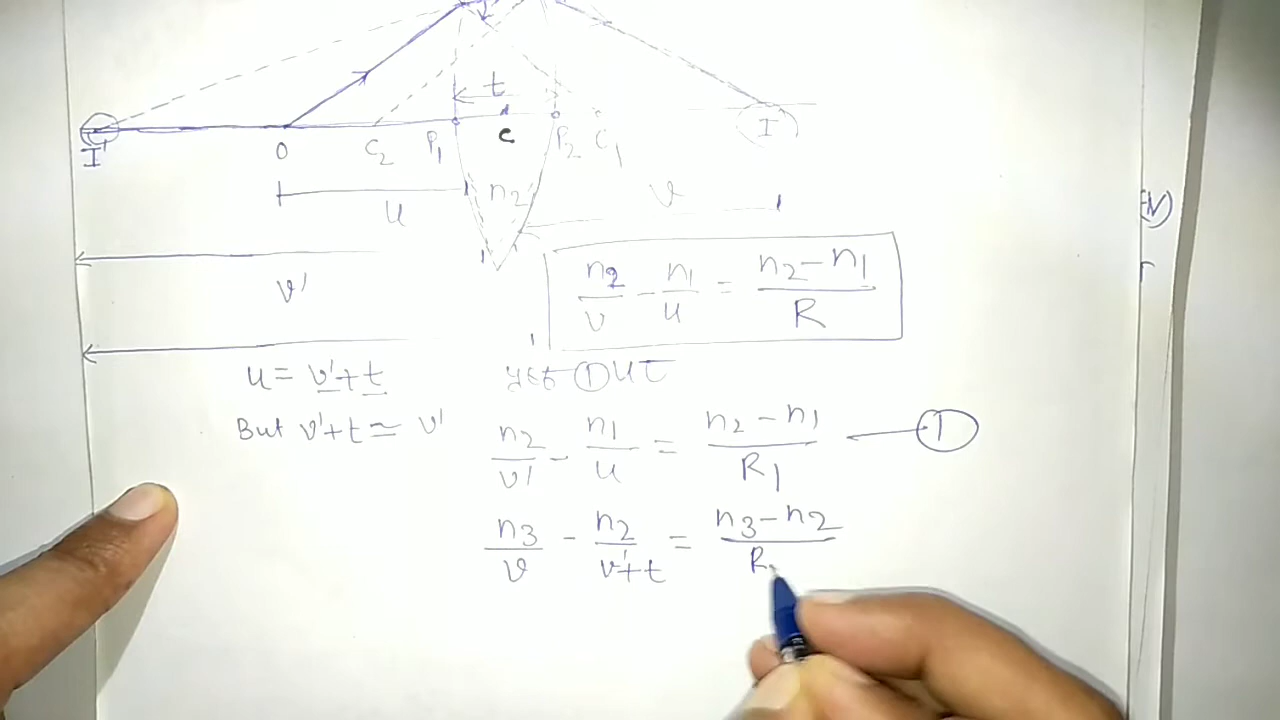 t
I' O C₂ P₁ C P₂ C₁ I
n₂
u v
v'
n₂/v - n₁/u = (n₂-n₁)/R
u = v'+t
But v'+t ≃ v'
n₂/v' - n₁/u = (n₂-n₁)/R₁ — ①
n₃/v - n₂/(v'+t) = (n₃-n₂)/R